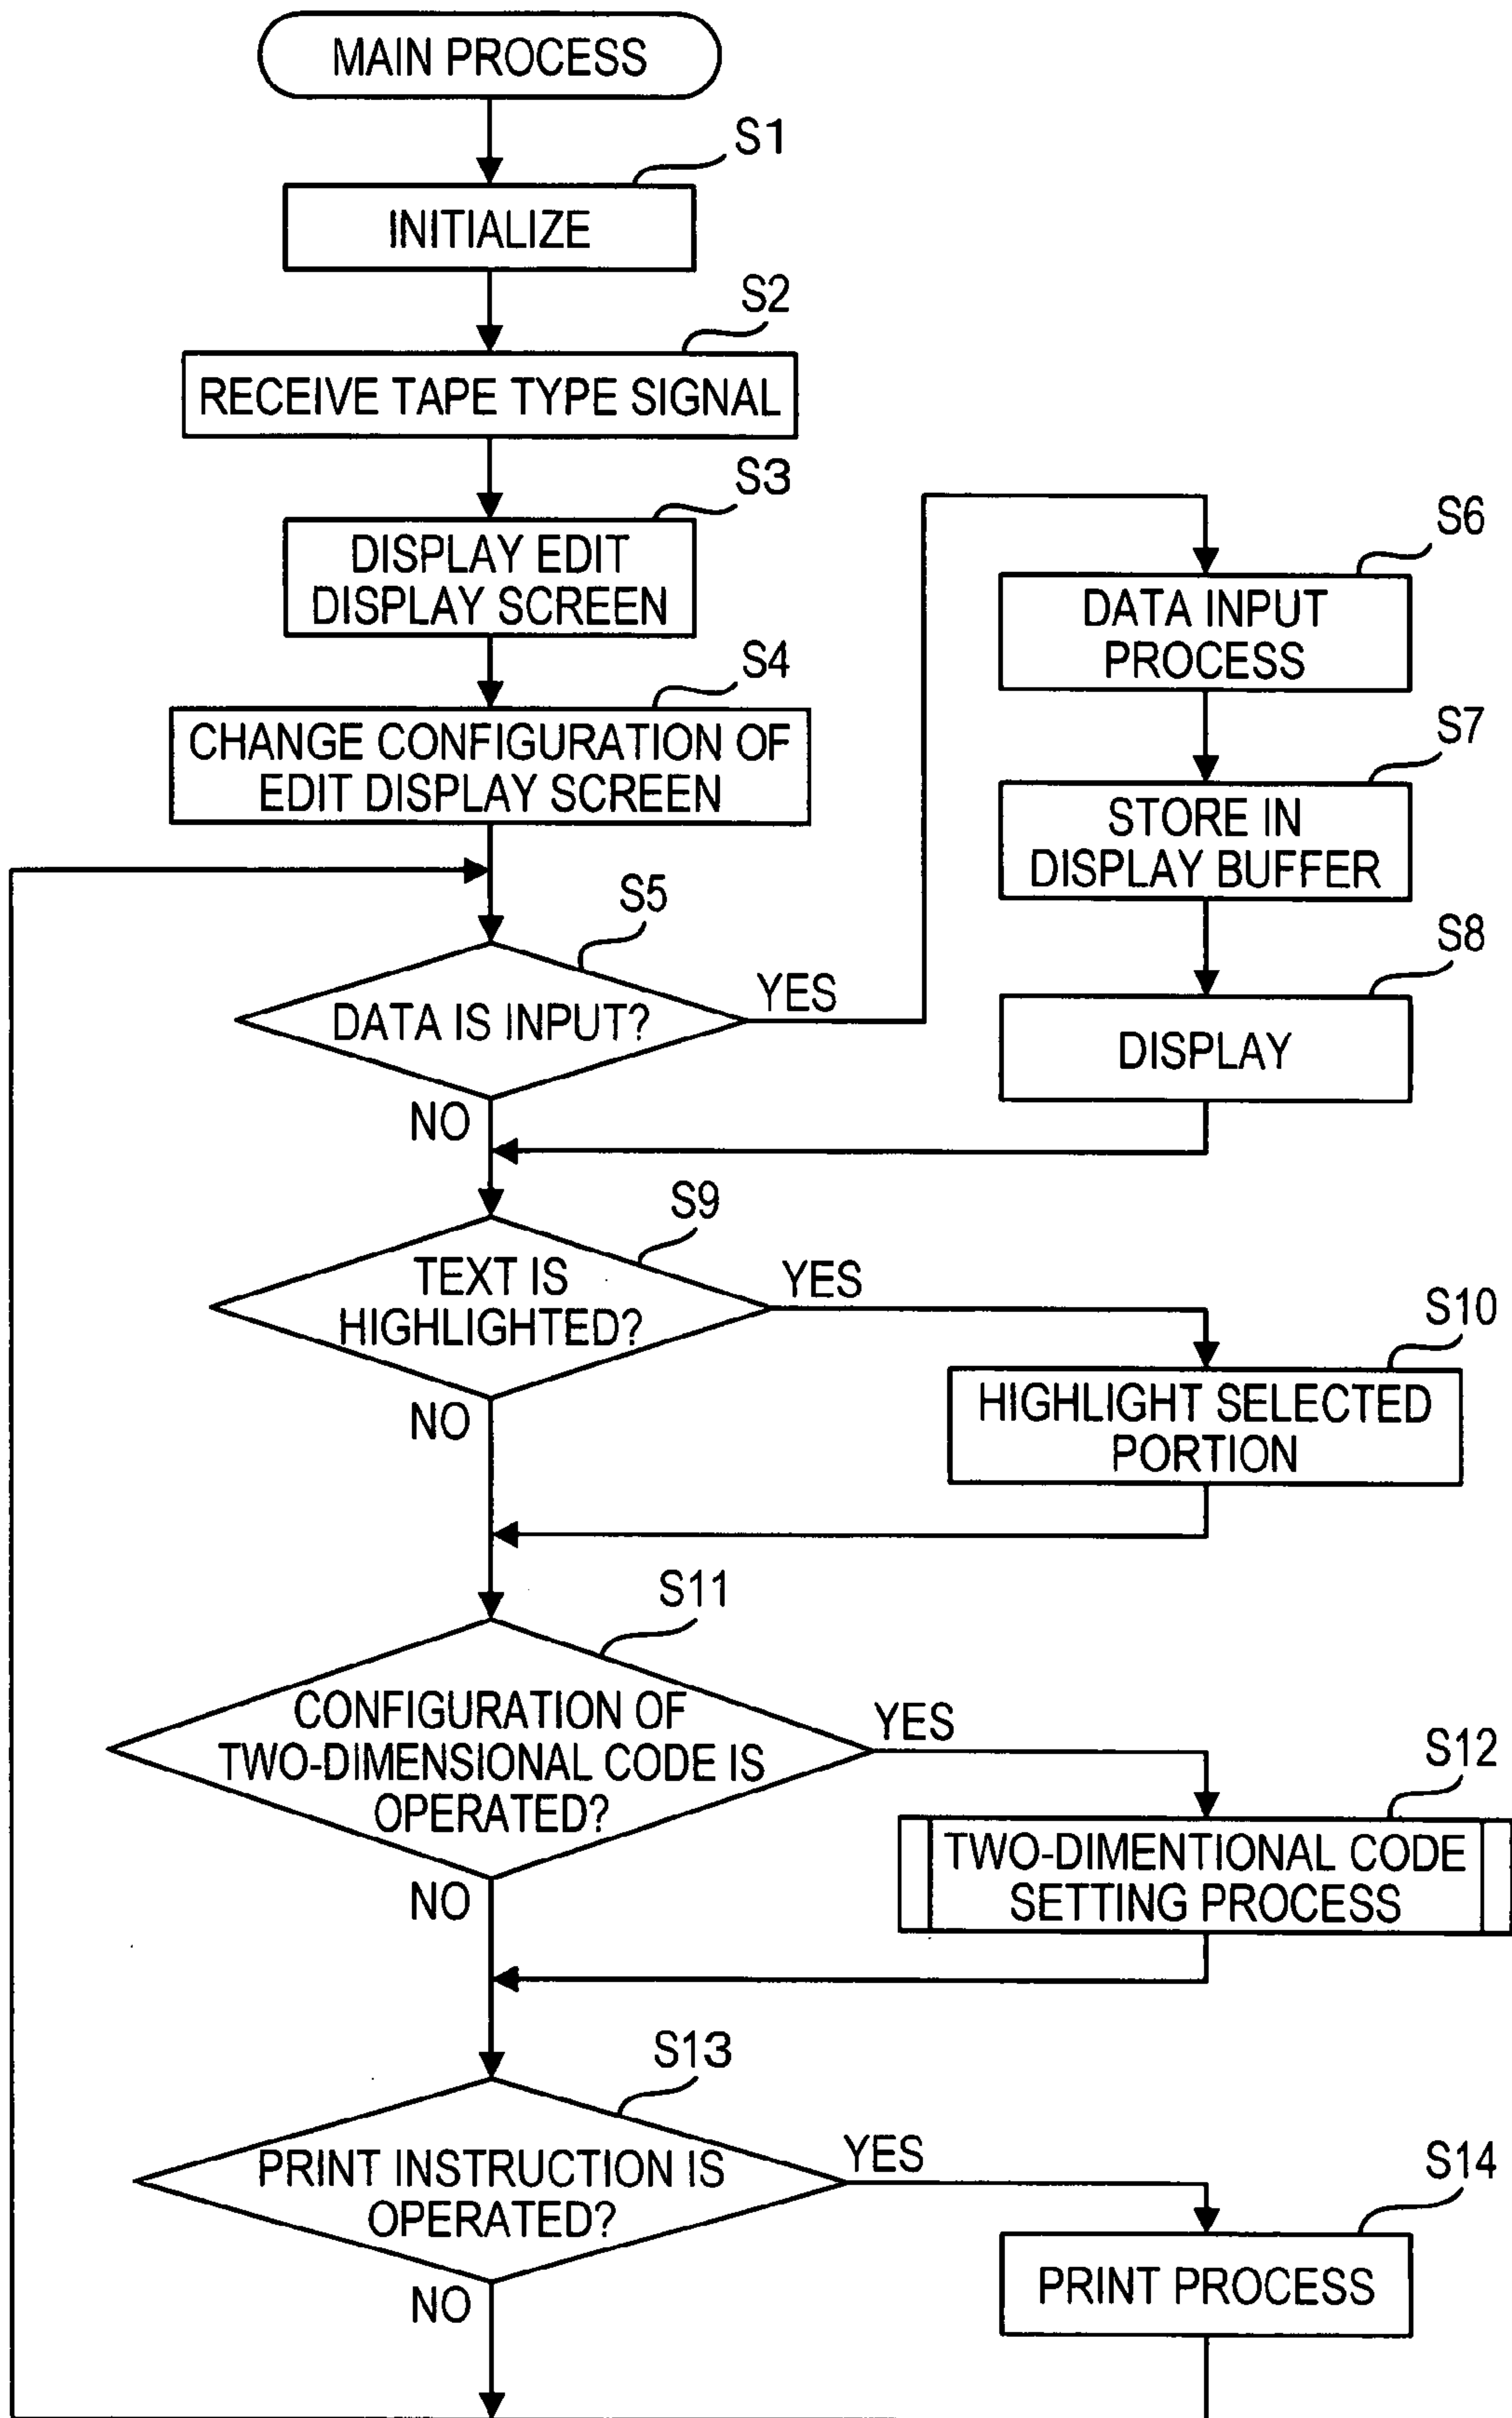 MAIN PROCESS
S1
INITIALIZE
S2
RECEIVE TAPE TYPE SIGNAL
S3
DISPLAY EDIT
DISPLAY SCREEN
S4
CHANGE CONFIGURATION OF
EDIT DISPLAY SCREEN
S5
DATA IS INPUT?
YES
NO
S6
DATA INPUT
PROCESS
S7
STORE IN
DISPLAY BUFFER
S8
DISPLAY
S9
TEXT IS
HIGHLIGHTED?
YES
NO
S10
HIGHLIGHT SELECTED
PORTION
S11
CONFIGURATION OF
TWO-DIMENSIONAL CODE IS
OPERATED?
YES
NO
S12
TWO-DIMENTIONAL CODE
SETTING PROCESS
S13
PRINT INSTRUCTION IS
OPERATED?
YES
NO
S14
PRINT PROCESS